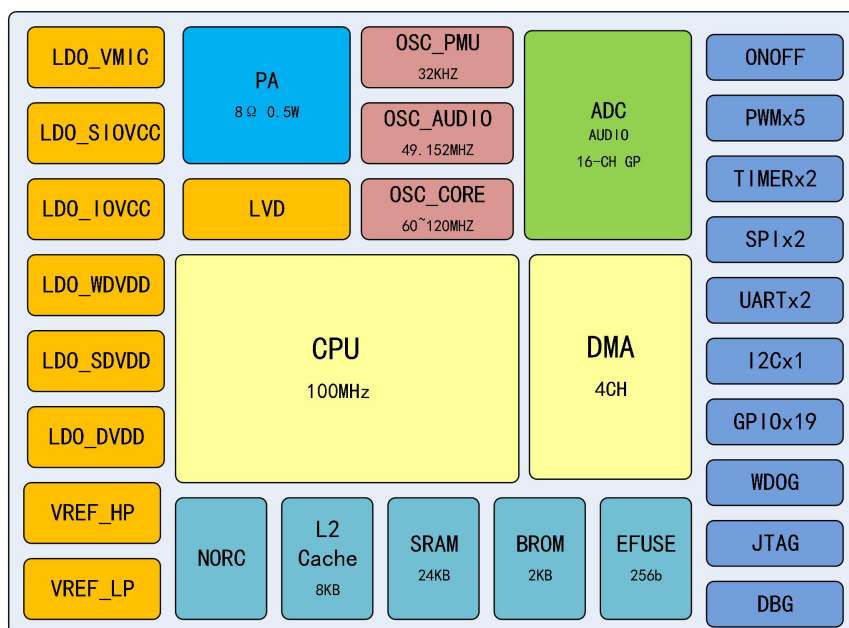 LDO_VMIC
LDO_SIOVCC
LDO_IOVCC
LDO_WDVDD
LDO_SDVDD
LDO_DVDD
VREF_HP
VREF_LP
PA
8Ω 0.5W
LVD
OSC_PMU
32KHZ
OSC_AUDIO
49.152MHZ
OSC_CORE
60~120MHZ
ADC
AUDIO
16-CH GP
CPU
100MHz
DMA
4CH
NORC
L2
Cache
8KB
SRAM
24KB
BROM
2KB
EFUSE
256b
ONOFF
PWMx5
TIMERx2
SPIx2
UARTx2
I2Cx1
GPIOx19
WDOG
JTAG
DBG